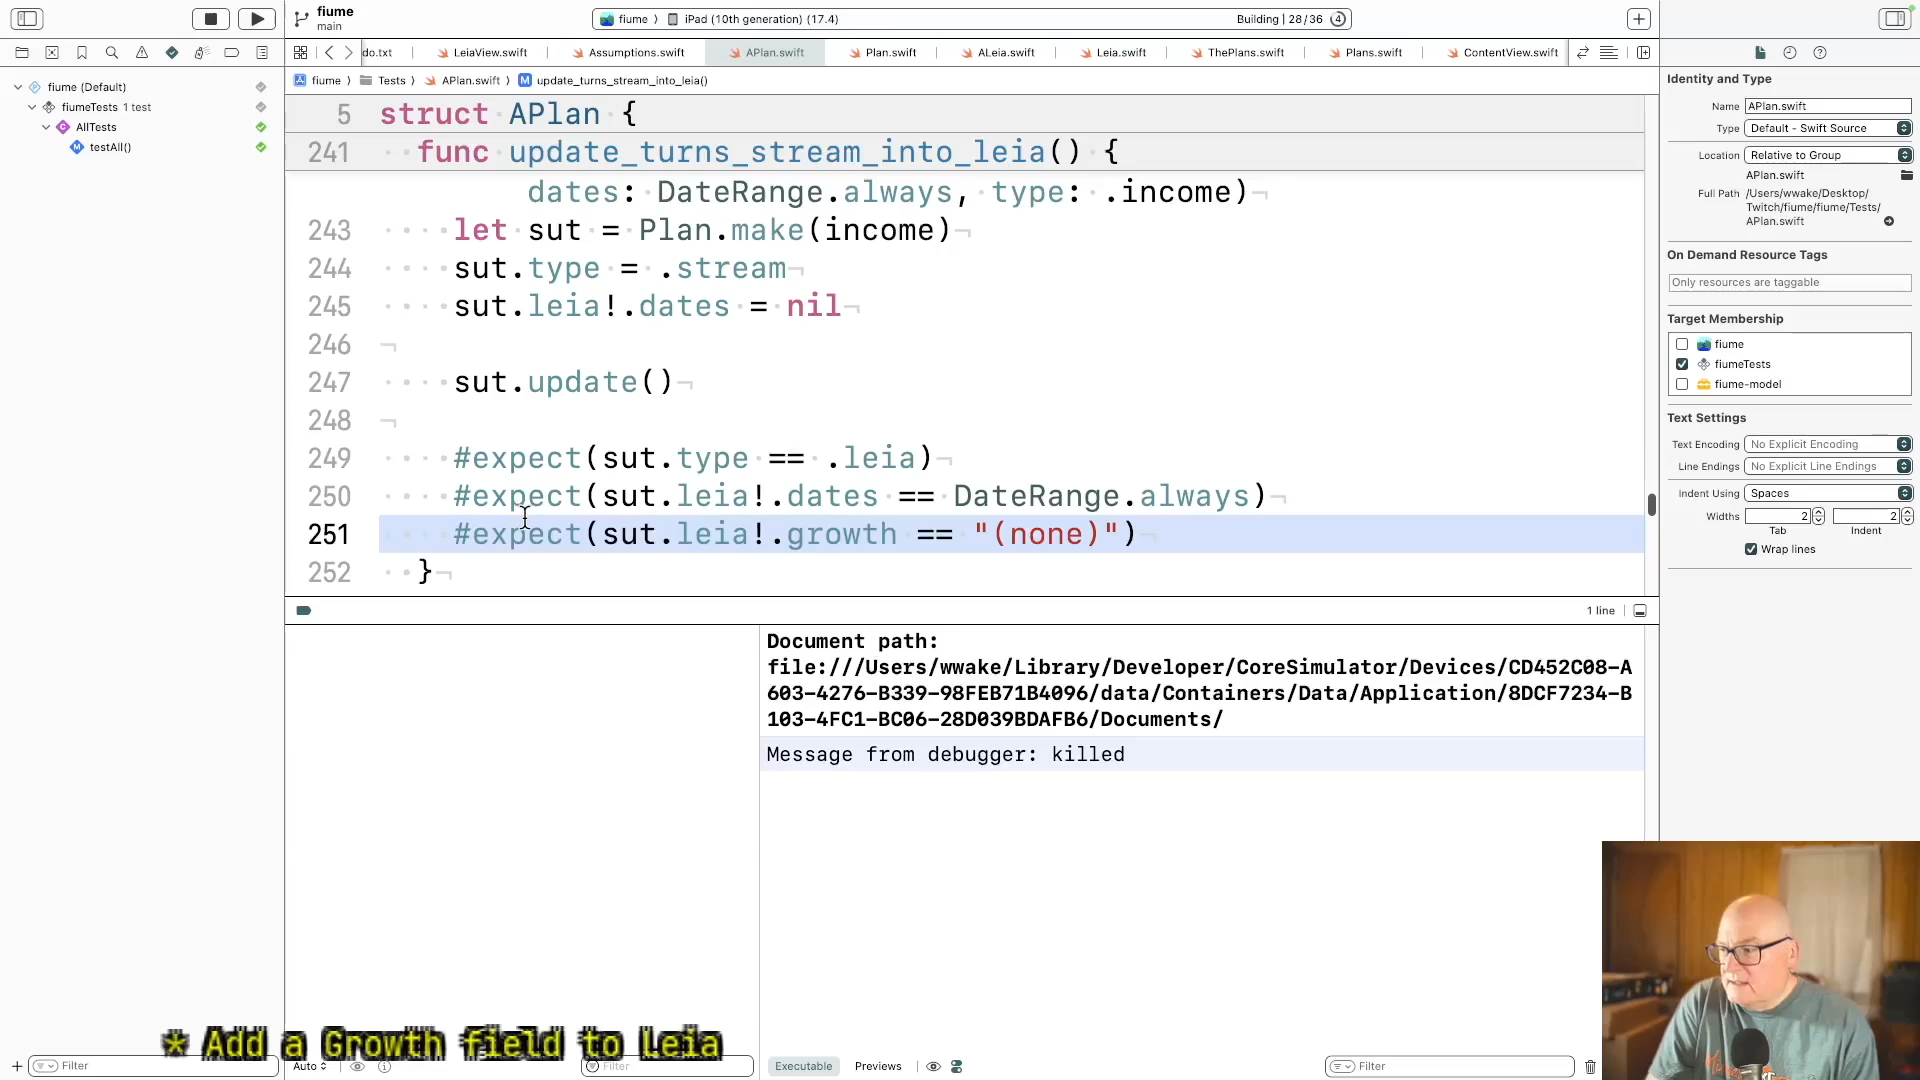 fiume
main
fiume 〉 iPad (10th generation) (17.4)
Building | 28/36 4
do.txt LeiaView.swift Assumptions.swift APlan.swift Plan.swift ALeia.swift Leia.swift ThePlans.swift Plans.swift ContentView.swift
fiume 〉 Tests 〉 APlan.swift 〉 M update_turns_stream_into_leia()
fiume (Default)
fiumeTests 1 test
AllTests
testAll()
5 struct APlan {
241 func update_turns_stream_into_leia() {
dates: DateRange.always, type: .income)
243 let sut = Plan.make(income)
244 sut.type = .stream
245 sut.leia!.dates = nil
246
247 sut.update()
248
249 #expect(sut.type == .leia)
250 #expect(sut.leia!.dates == DateRange.always)
251 #expect(sut.leia!.growth == "(none)")
252 }
1 line
Document path:
file:///Users/wwake/Library/Developer/CoreSimulator/Devices/CD452C08-A
603-4276-B339-98FEB71B4096/data/Containers/Data/Application/8DCF7234-B
103-4FC1-BC06-28D039BDAFB6/Documents/
Message from debugger: killed
Identity and Type
Name APlan.swift
Type Default - Swift Source
Location Relative to Group
APlan.swift
Full Path /Users/wwake/Desktop/
Twitch/fiume/fiume/Tests/
APlan.swift
On Demand Resource Tags
Only resources are taggable
Target Membership
fiume
fiumeTests
fiume-model
Text Settings
Text Encoding No Explicit Encoding
Line Endings No Explicit Line Endings
Indent Using Spaces
Widths 2 2
Tab Indent
Wrap lines
* Add a Growth field to Leia
Filter
Auto
Filter
Executable Previews
Filter